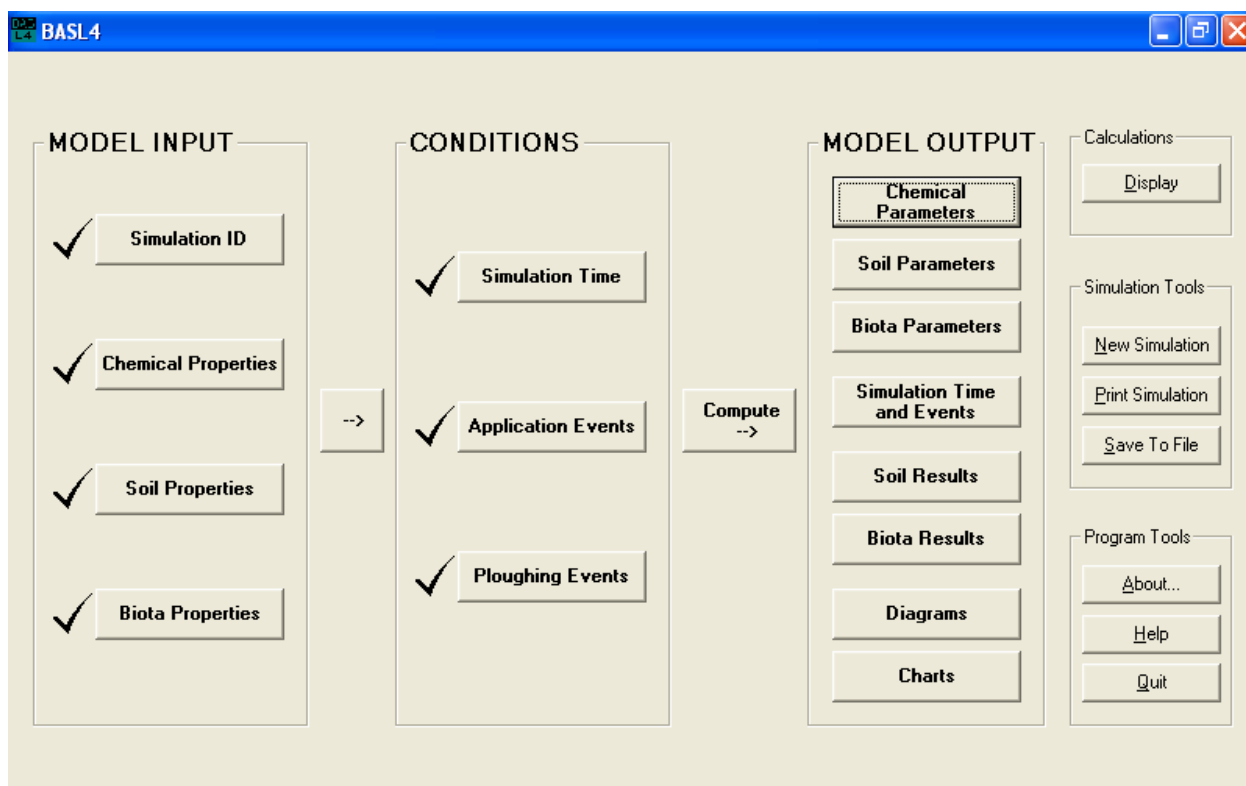 BASL4
MODEL INPUT
Simulation ID
Chemical Properties
Soil Properties
Biota Properties
-->
CONDITIONS
Simulation Time
Application Events
Ploughing Events
Compute
-->
MODEL OUTPUT
Chemical
Parameters
Soil Parameters
Biota Parameters
Simulation Time
and Events
Soil Results
Biota Results
Diagrams
Charts
Calculations
Display
Simulation Tools
New Simulation
Print Simulation
Save To File
Program Tools
About...
Help
Quit